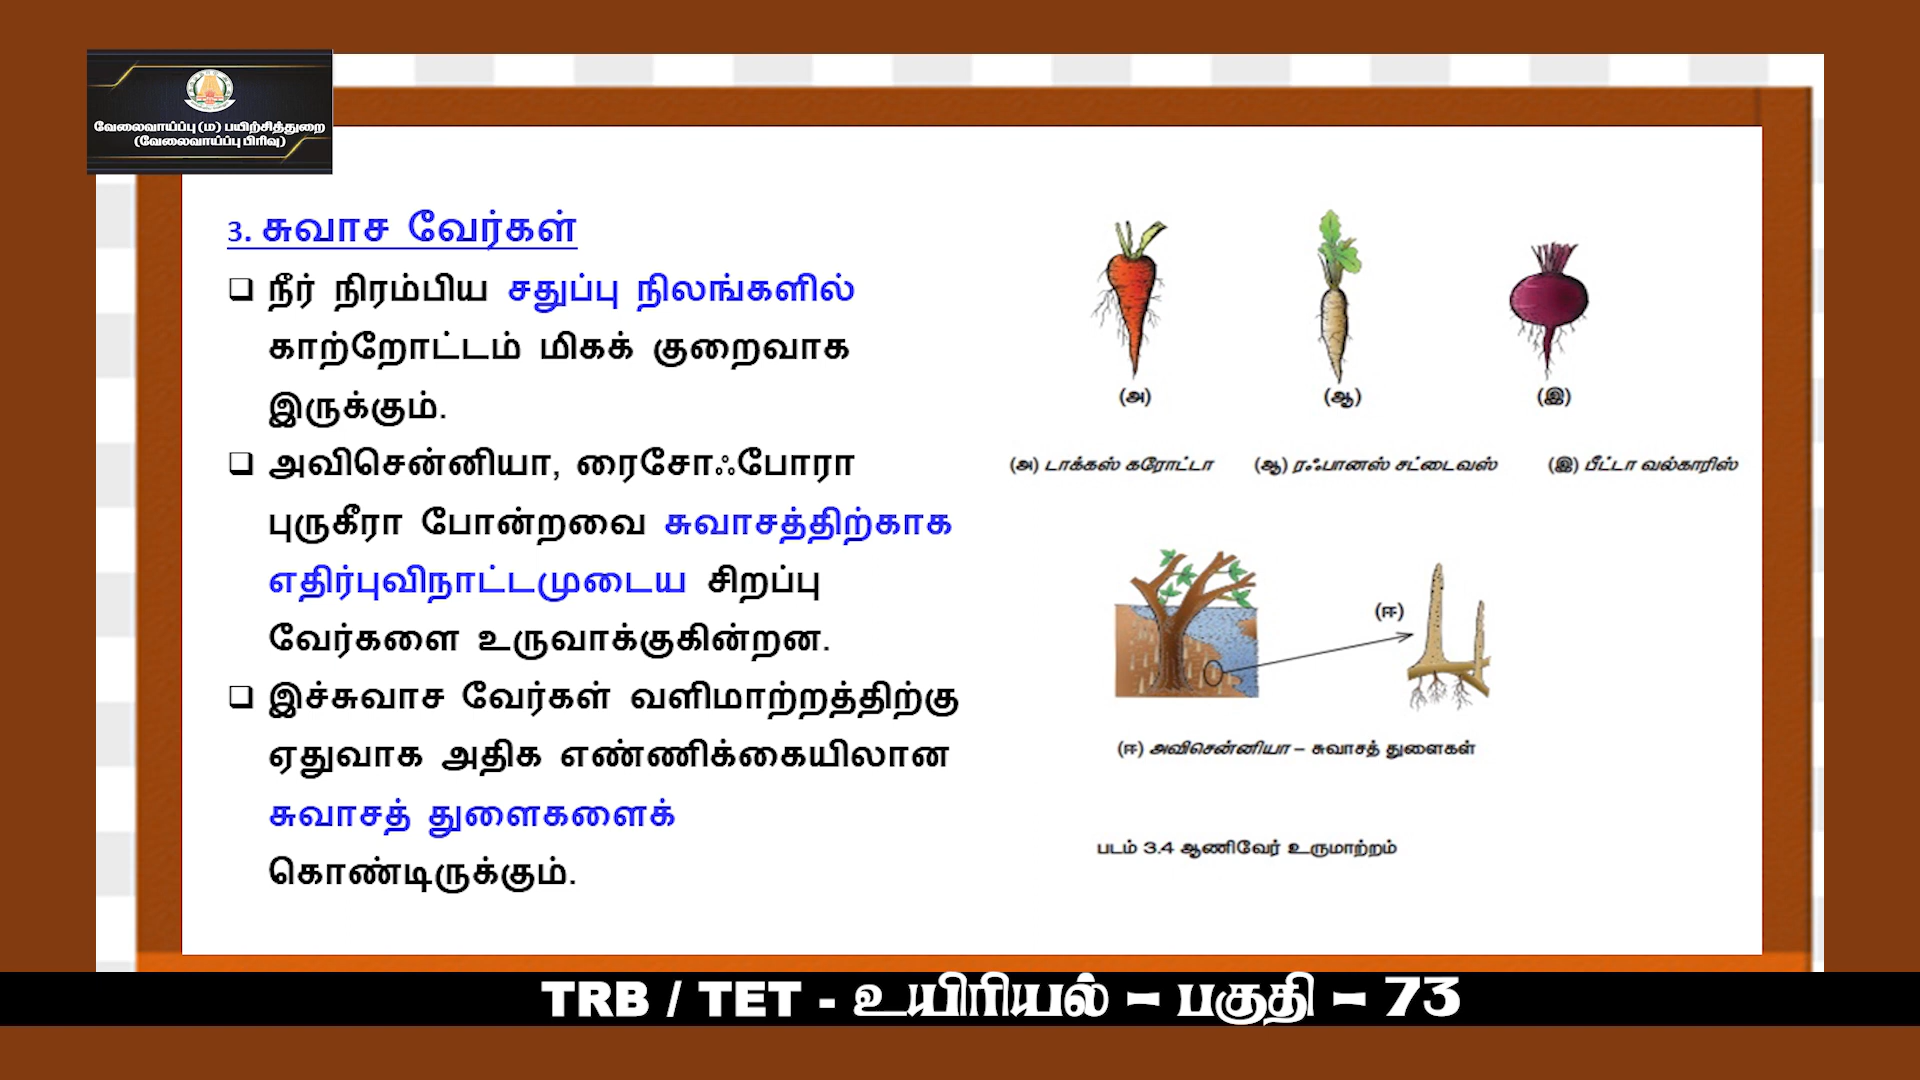 வேலைவாய்ப்பு (ம) பயிற்சித்துறை
(வேலைவாய்ப்பு பிரிவு)
3. சுவாச வேர்கள்
❑ நீர் நிரம்பிய சதுப்பு நிலங்களில்
காற்றோட்டம் மிகக் குறைவாக
இருக்கும்.
❑ அவிசென்னியா, ரைசோஃபோரா
புருகீரா போன்றவை சுவாசத்திற்காக
எதிர்புவிநாட்டமுடைய சிறப்பு
வேர்களை உருவாக்குகின்றன.
❑ இச்சுவாச வேர்கள் வளிமாற்றத்திற்கு
ஏதுவாக அதிக எண்ணிக்கையிலான
சுவாசத் துளைகளைக்
கொண்டிருக்கும்.
(அ) (ஆ) (இ)
(அ) டாக்கஸ் கரோட்டா (ஆ) ரஃபானஸ் சட்டைவஸ் (இ) பீட்டா வல்காரிஸ்
(ஈ)
(ஈ) அவிசென்னியா – சுவாசத் துளைகள்
படம் 3.4 ஆணிவேர் உருமாற்றம்
TRB / TET - உயிரியல் – பகுதி – 73